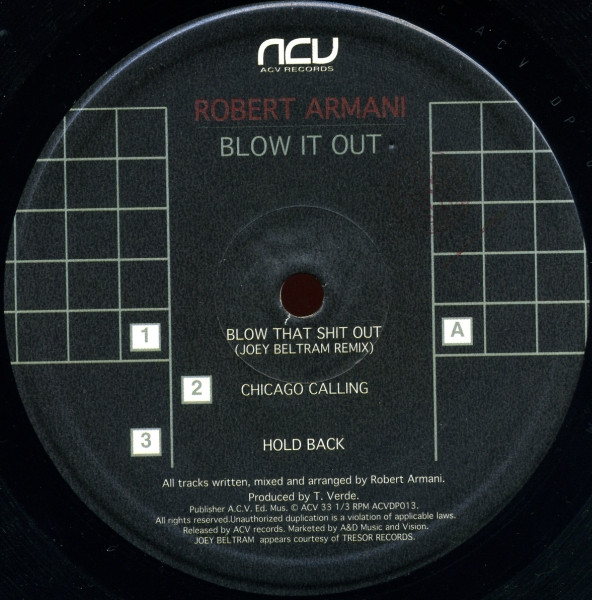 ACV
ACV RECORDS
ROBERT ARMANI
BLOW IT OUT
1
BLOW THAT SHIT OUT
(JOEY BELTRAM REMIX)
A
2
CHICAGO CALLING
3
HOLD BACK
All tracks written, mixed and arranged by Robert Armani.
Produced by T. Verde.
Publisher A.C.V. Ed. Mus. © ACV 33 1/3 RPM ACVDP013.
All rights reserved.Unauthorized duplication is a violation of applicable laws.
Released by ACV records. Marketed by A&D Music and Vision.
JOEY BELTRAM appears courtesy of TRESOR RECORDS.